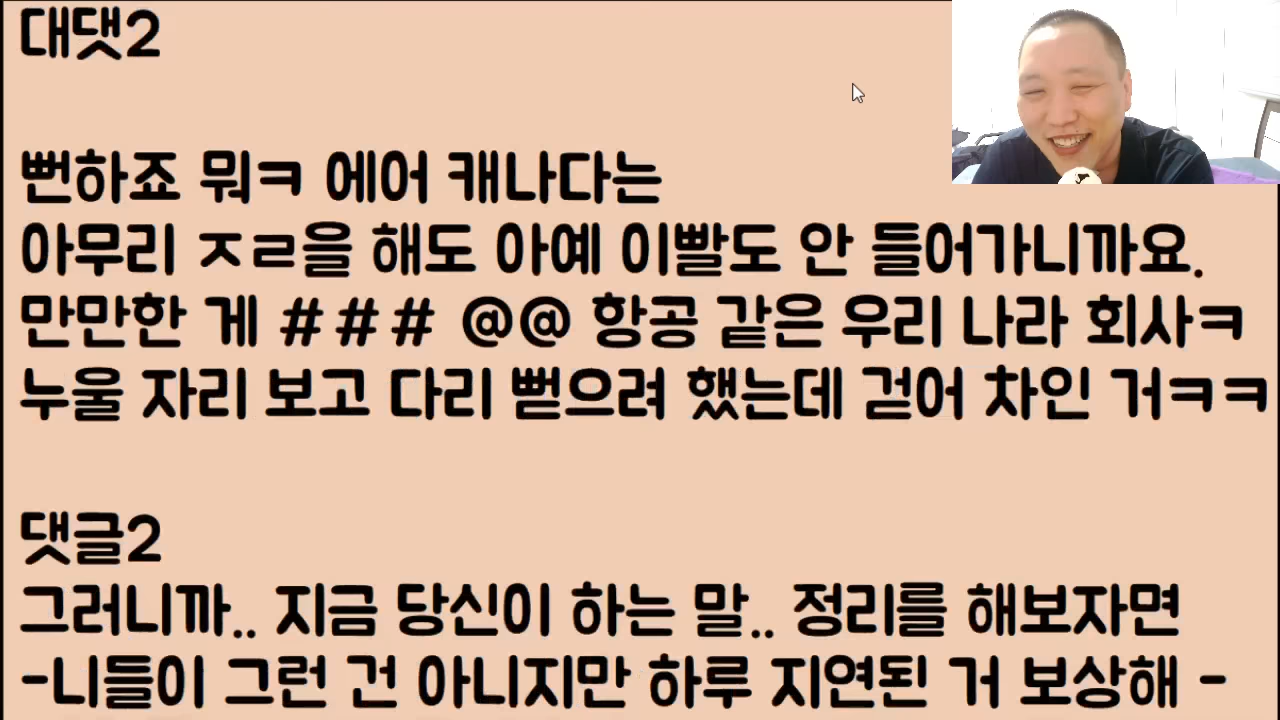 대댓2
뻔하죠 뭐ㅋ 에어 캐나다는
아무리 ㅈㄹ을 해도 아예 이빨도 안 들어가니까요.
만만한 게 ### @@ 항공 같은 우리 나라 회사ㅋ
누울 자리 보고 다리 뻗으려 했는데 걷어 차인 거ㅋㅋ
댓글2
그러니까.. 지금 당신이 하는 말.. 정리를 해보자면
-니들이 그런 건 아니지만 하루 지연된 거 보상해 -